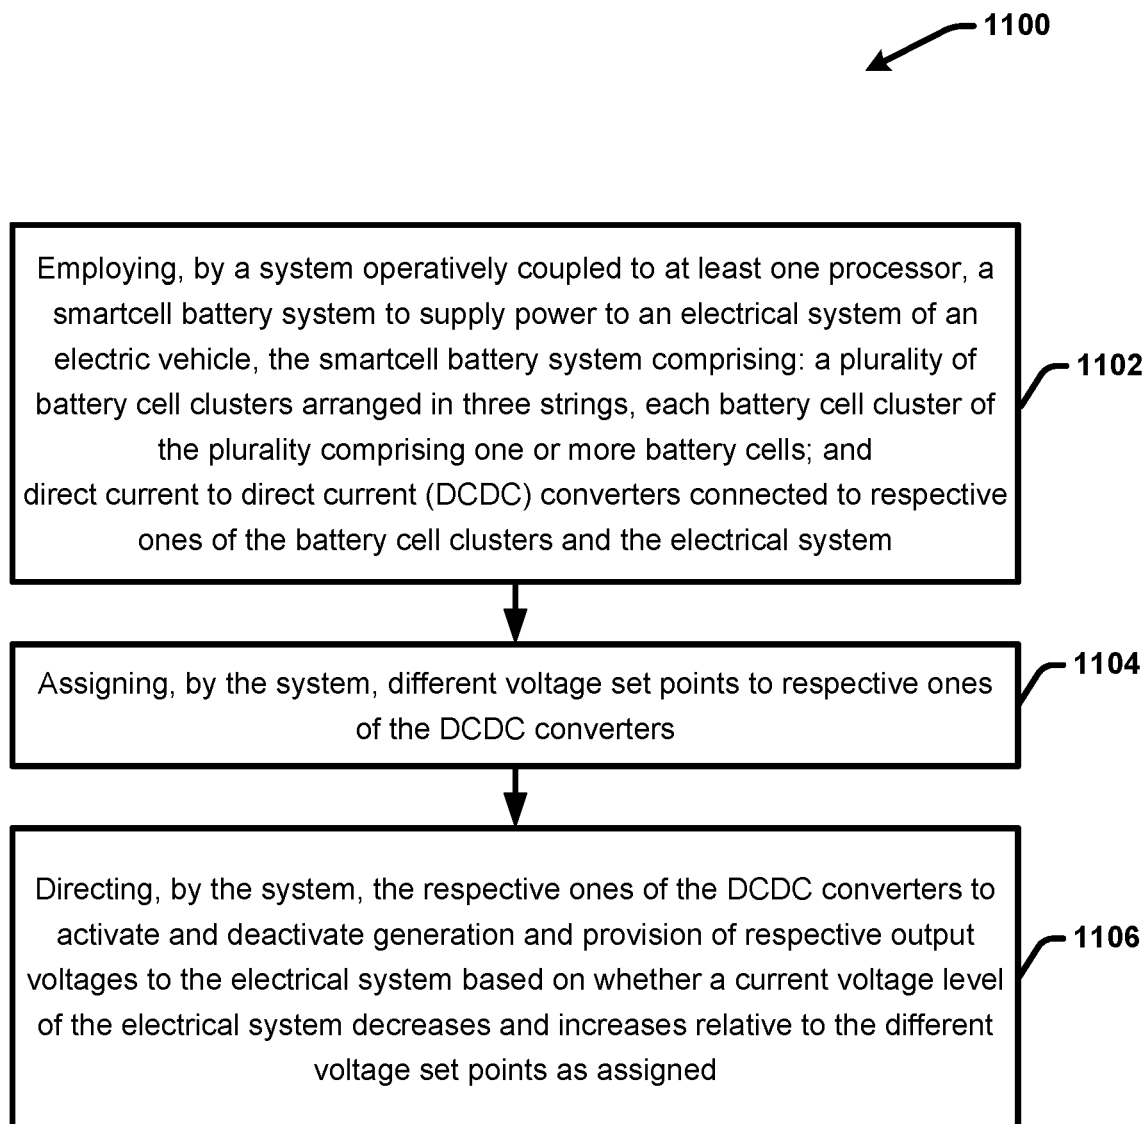 1100
Employing, by a system operatively coupled to at least one processor, a
smartcell battery system to supply power to an electrical system of an
electric vehicle, the smartcell battery system comprising: a plurality of
battery cell clusters arranged in three strings, each battery cell cluster of
the plurality comprising one or more battery cells; and
direct current to direct current (DCDC) converters connected to respective
ones of the battery cell clusters and the electrical system
1102
Assigning, by the system, different voltage set points to respective ones
of the DCDC converters
1104
Directing, by the system, the respective ones of the DCDC converters to
activate and deactivate generation and provision of respective output
voltages to the electrical system based on whether a current voltage level
of the electrical system decreases and increases relative to the different
voltage set points as assigned
1106